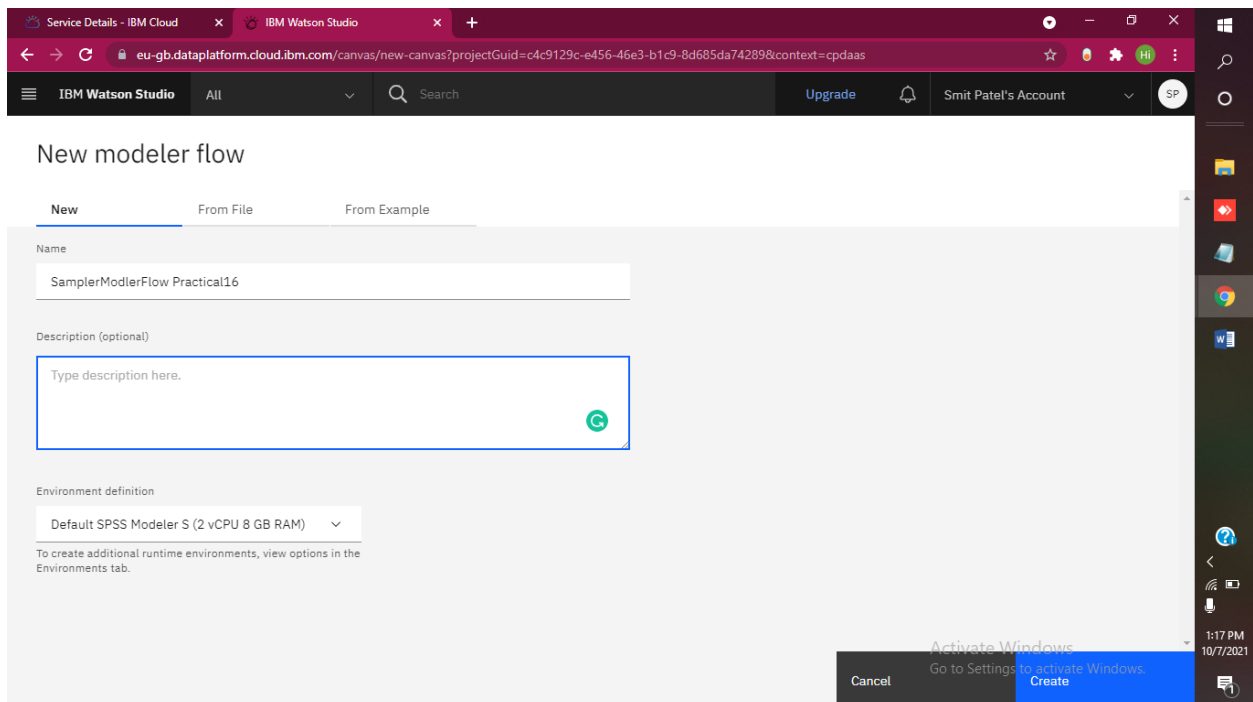 Service Details - IBM Cloud
IBM Watson Studio
eu-gb.dataplatform.cloud.ibm.com/canvas/new-canvas?projectGuid=c4c9129c-e456-46e3-b1c9-8d685da74289&context=cpdaas
Hi
IBM Watson Studio
All
Search
Upgrade
Smit Patel's Account
SP
New modeler flow
New
From File
From Example
Name
SamplerModlerFlow Practical16
Description (optional)
Type description here.
Environment definition
Default SPSS Modeler S (2 vCPU 8 GB RAM)
To create additional runtime environments, view options in the
Environments tab.
Activate Windows
Go to Settings to activate Windows.
Cancel
Create
1:17 PM
10/7/2021
1